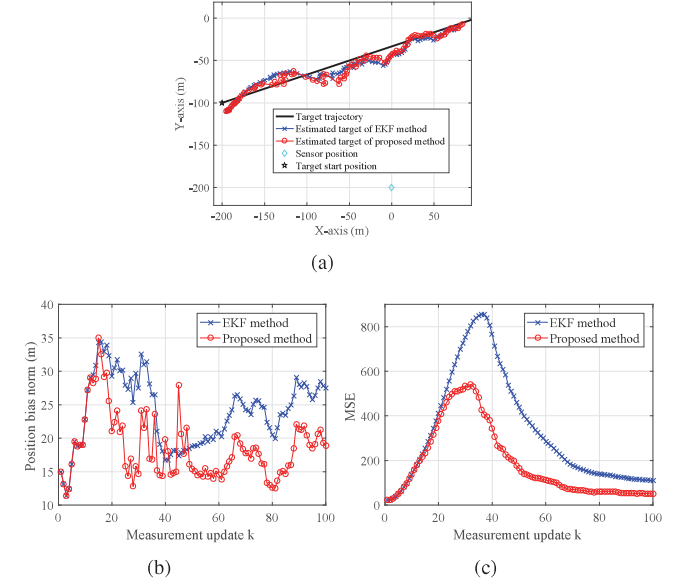 0
-50
-100
-150
-200
Y-axis (m)
Target trajectory
Estimated target of EKF method
Estimated target of proposed method
Sensor position
Target start position
-200 -150 -100 -50 0 50
X-axis (m)
(a)
40
35
30
25
20
15
10
Position bias norm (m)
EKF method
Proposed method
0 20 40 60 80 100
Measurement update k
(b)
800
600
400
200
0
MSE
EKF method
Proposed method
0 20 40 60 80 100
Measurement update k
(c)